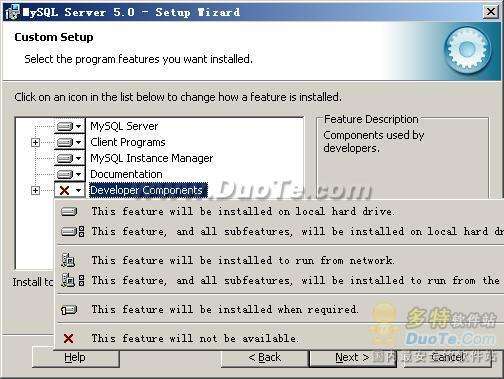 MySQL Server 5.0 - Setup Wizard
Custom Setup
Select the program features you want installed.
Click on an icon in the list below to change how a feature is installed.
MySQL Server
Client Programs
MySQL Instance Manager
Documentation
Developer Components
Feature Description
Components used by
developers.
www.DuoTe.com
This feature will be installed on local hard drive.
This feature, and all subfeatures, will be installed on local hard dr
This feature will be installed to run from network.
This feature, and all subfeatures, will be installed to run from the
Install to
This feature will be installed when required.
This feature will not be available.
多特软件站
国内最安全的软件站
Help
< Back
Next >
Cancel